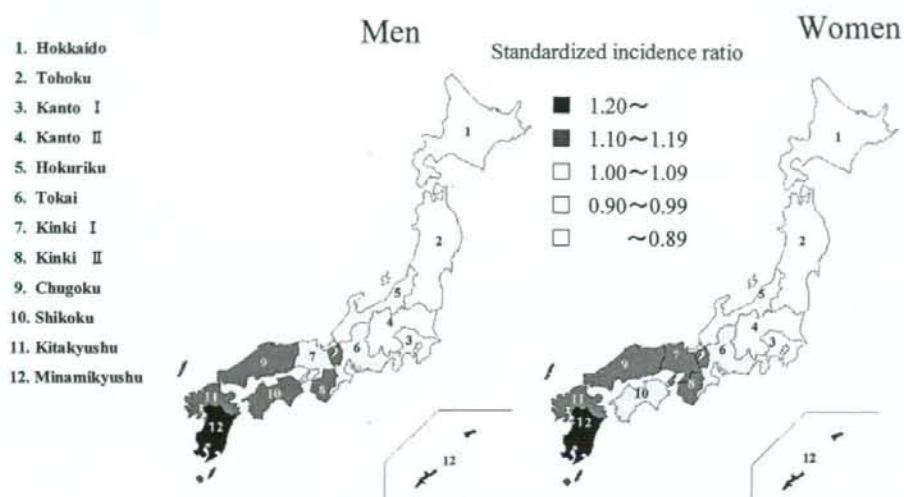 Men
Women
1. Hokkaido
2. Tohoku
3. Kanto Ⅰ
4. Kanto Ⅱ
5. Hokuriku
6. Tokai
7. Kinki Ⅰ
8. Kinki Ⅱ
9. Chugoku
10. Shikoku
11. Kitakyushu
12. Minamikyushu
Standardized incidence ratio
1.20～
1.10～1.19
1.00～1.09
0.90～0.99
～0.89
1
2
5
4
3
9
7
6
8
10
11
12
12
1
2
5
4
3
9
7
6
8
10
11
12
12